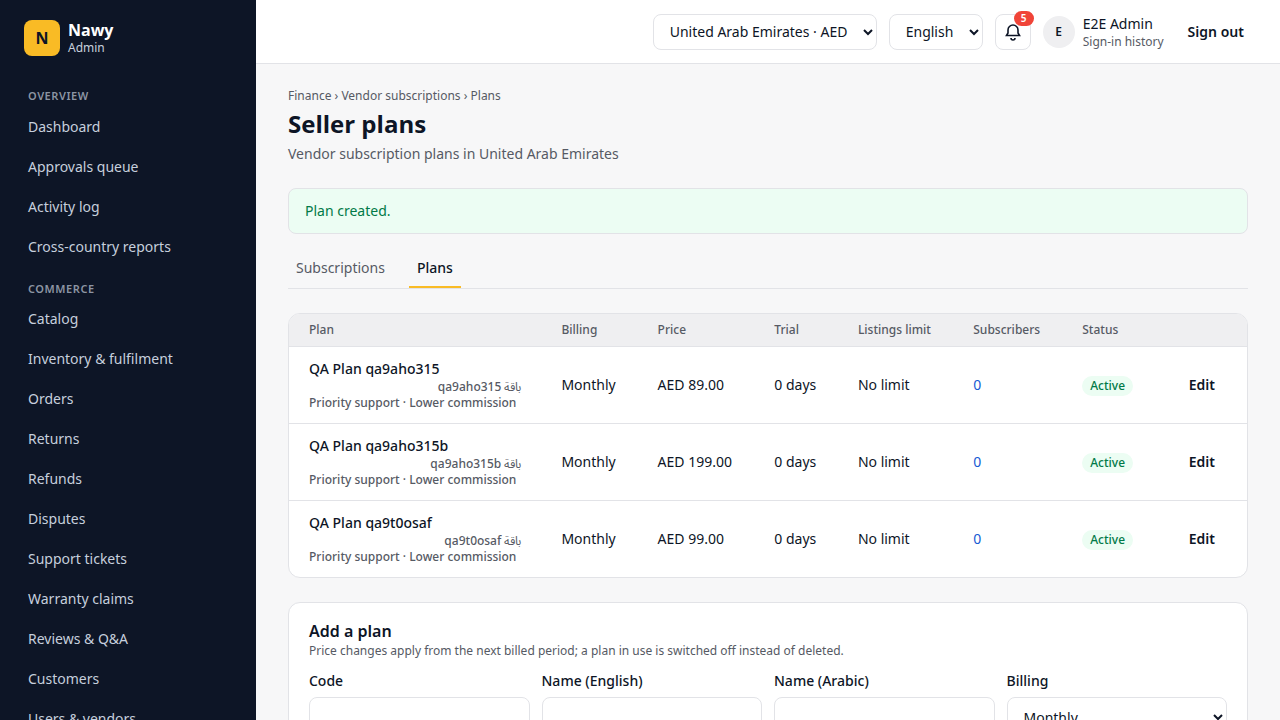 N
Nawy
Admin
United Arab Emirates · AED
English
5
E
E2E Admin
Sign-in history
Sign out
OVERVIEW
Dashboard
Approvals queue
Activity log
Cross-country reports
COMMERCE
Catalog
Inventory & fulfilment
Orders
Returns
Refunds
Disputes
Support tickets
Warranty claims
Reviews & Q&A
Customers
Users & vendors
Finance › Vendor subscriptions › Plans
Seller plans
Vendor subscription plans in United Arab Emirates
Plan created.
Subscriptions Plans
Plan Billing Price Trial Listings limit Subscribers Status
QA Plan qa9aho315
باقة qa9aho315
Priority support · Lower commission
Monthly AED 89.00 0 days No limit 0 Active Edit
QA Plan qa9aho315b
باقة qa9aho315b
Priority support · Lower commission
Monthly AED 199.00 0 days No limit 0 Active Edit
QA Plan qa9t0osaf
باقة qa9t0osaf
Priority support · Lower commission
Monthly AED 99.00 0 days No limit 0 Active Edit
Add a plan
Price changes apply from the next billed period; a plan in use is switched off instead of deleted.
Code Name (English) Name (Arabic) Billing
Monthly